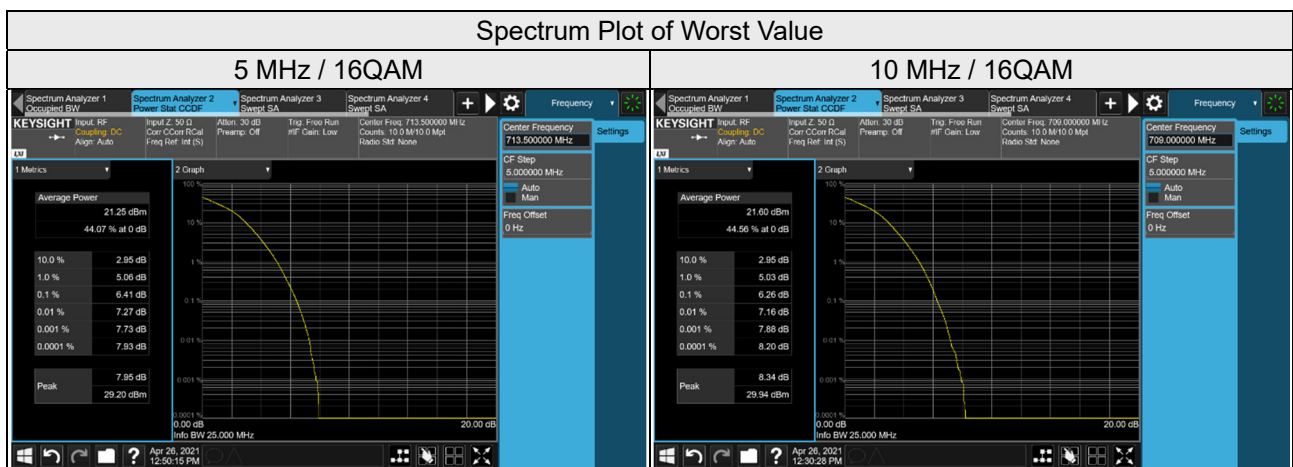 Spectrum Plot of Worst Value
5 MHz / 16QAM
10 MHz / 16QAM
Spectrum Analyzer 1
Occupied BW
Spectrum Analyzer 2
Power Stat CCDF
Spectrum Analyzer 3
Swept SA
Spectrum Analyzer 4
Swept SA
+
Frequency
KEYSIGHT
Input: RF
Coupling: DC
Align: Auto
Input Z: 50 Ω
Corr CCorr RCal
Freq Ref: Int (S)
Atten: 30 dB
Preamp: Off
Trig: Free Run
#IF Gain: Low
Center Freq: 713.500000 MHz
Counts: 10.0 M/10.0 Mpt
Radio Std: None
LXI
Center Frequency
713.500000 MHz
Settings
CF Step
5.000000 MHz
Auto
Man
Freq Offset
0 Hz
1 Metrics
Average Power
21.25 dBm
44.07 % at 0 dB
10.0 % 2.95 dB
1.0 % 5.06 dB
0.1 % 6.41 dB
0.01 % 7.27 dB
0.001 % 7.73 dB
0.0001 % 7.93 dB
Peak
7.95 dB
29.20 dBm
2 Graph
100 %
10 %
1 %
0.1 %
0.01 %
0.001 %
0.0001 %
0.00 dB
20.00 dB
Info BW 25.000 MHz
?
Apr 26, 2021
12:50:15 PM
Spectrum Analyzer 1
Occupied BW
Spectrum Analyzer 2
Power Stat CCDF
Spectrum Analyzer 3
Swept SA
Spectrum Analyzer 4
Swept SA
+
Frequency
KEYSIGHT
Input: RF
Coupling: DC
Align: Auto
Input Z: 50 Ω
Corr CCorr RCal
Freq Ref: Int (S)
Atten: 30 dB
Preamp: Off
Trig: Free Run
#IF Gain: Low
Center Freq: 709.000000 MHz
Counts: 10.0 M/10.0 Mpt
Radio Std: None
LXI
Center Frequency
709.000000 MHz
Settings
CF Step
5.000000 MHz
Auto
Man
Freq Offset
0 Hz
1 Metrics
Average Power
21.60 dBm
44.56 % at 0 dB
10.0 % 2.95 dB
1.0 % 5.03 dB
0.1 % 6.26 dB
0.01 % 7.16 dB
0.001 % 7.88 dB
0.0001 % 8.20 dB
Peak
8.34 dB
29.94 dBm
2 Graph
100 %
10 %
1 %
0.1 %
0.01 %
0.001 %
0.0001 %
0.00 dB
20.00 dB
Info BW 25.000 MHz
?
Apr 26, 2021
12:30:28 PM